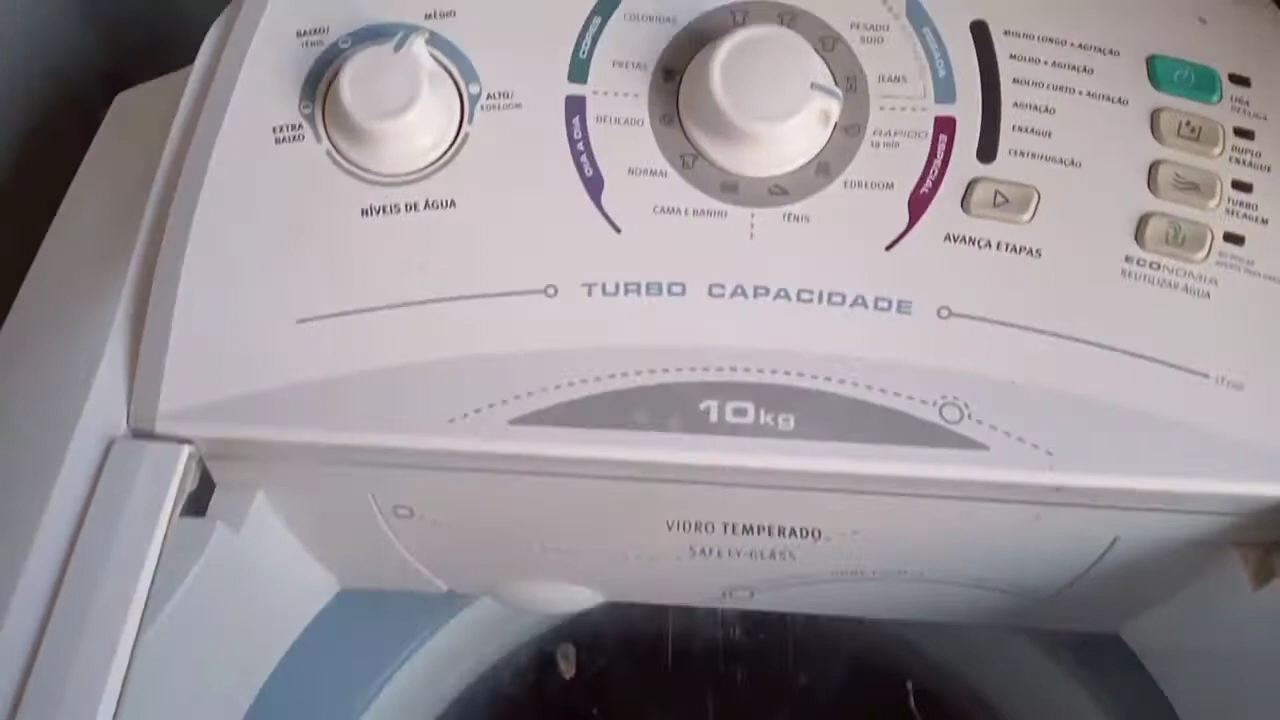 MÉDIO
BAIXO/
TÊNIS
ALTO/
EDREDOM
EXTRA
BAIXO
NÍVEIS DE ÁGUA
CORES
COLORIDAS
PRETAS
DIA A DIA
DELICADO
NORMAL
CAMA E BANHO
TÊNIS
EDREDOM
RÁPIDO
ESPECIAL
JEANS
PESADO
SUJO
PESADA
MOLHO LONGO + AGITAÇÃO
MOLHO + AGITAÇÃO
MOLHO CURTO + AGITAÇÃO
AGITAÇÃO
ENXÁGUE
CENTRIFUGAÇÃO
AVANÇA ETAPAS
LIGA
DESLIGA
DUPLO
ENXÁGUE
TURBO
SECAGEM
ECONOMIA
REUTILIZAR ÁGUA
TURBO CAPACIDADE
10kg
VIDRO TEMPERADO
SAFETY-GLASS